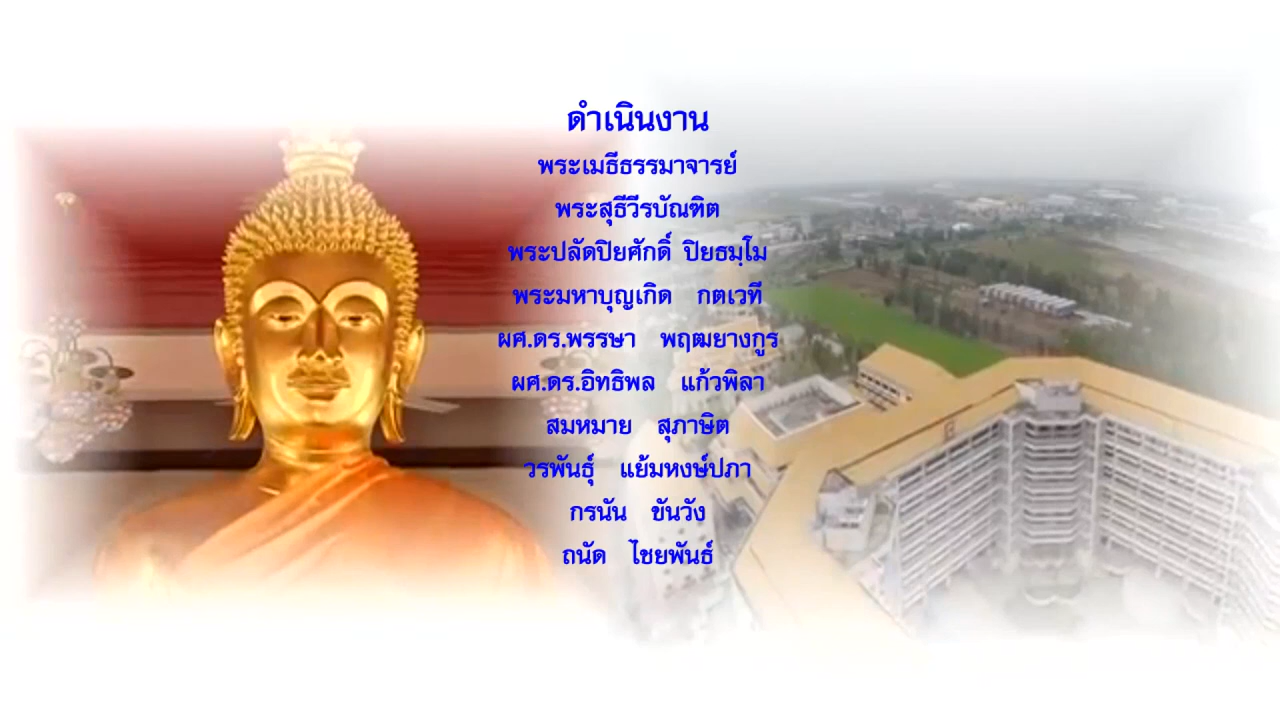 ดำเนินงาน
พระเมธีธรรมาจารย์
พระสุธีวีรบัณฑิต
พระปลัดปิยศักดิ์ ปิยธมฺโม
พระมหาบุญเกิด กตเวที
ผศ.ดร.พรรษา พฤฒยางกูร
ผศ.ดร.อิทธิพล แก้วพิลา
สมหมาย สุภาษิต
วรพันธุ์ แย้มหงษ์ปภา
กรนัน ขันวัง
ถนัด ไชยพันธ์